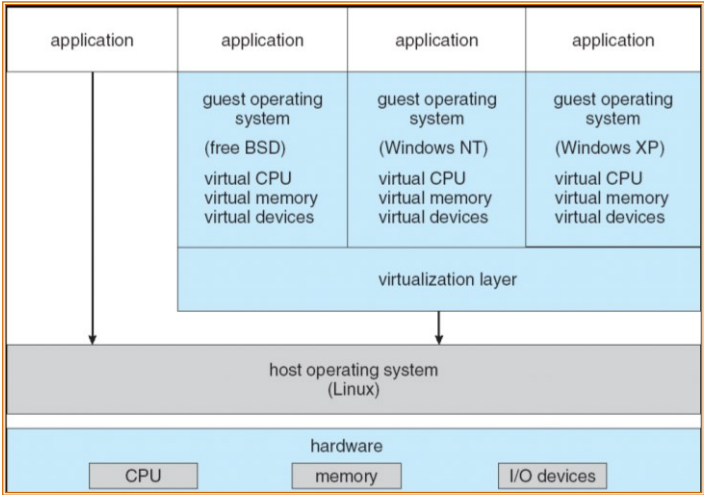 application
application
application
application
guest operating
system
(free BSD)
virtual CPU
virtual memory
virtual devices
guest operating
system
(Windows NT)
virtual CPU
virtual memory
virtual devices
guest operating
system
(Windows XP)
virtual CPU
virtual memory
virtual devices
virtualization layer
host operating system
(Linux)
hardware
CPU
memory
I/O devices